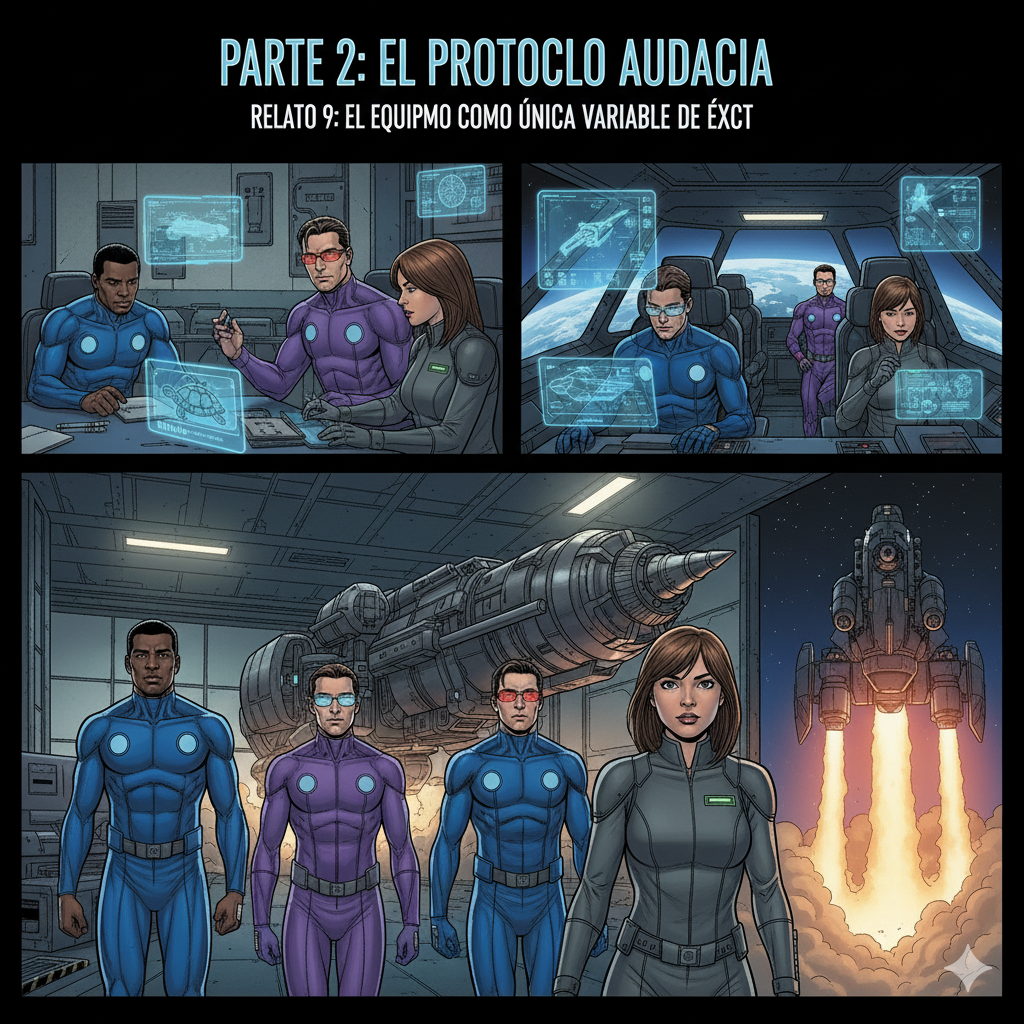 PARTE 2: EL PROTOCLO AUDACIA
RELATO 9: EL EQUIPMO COMO ÚNICA VARIABLE DE ÉXCT